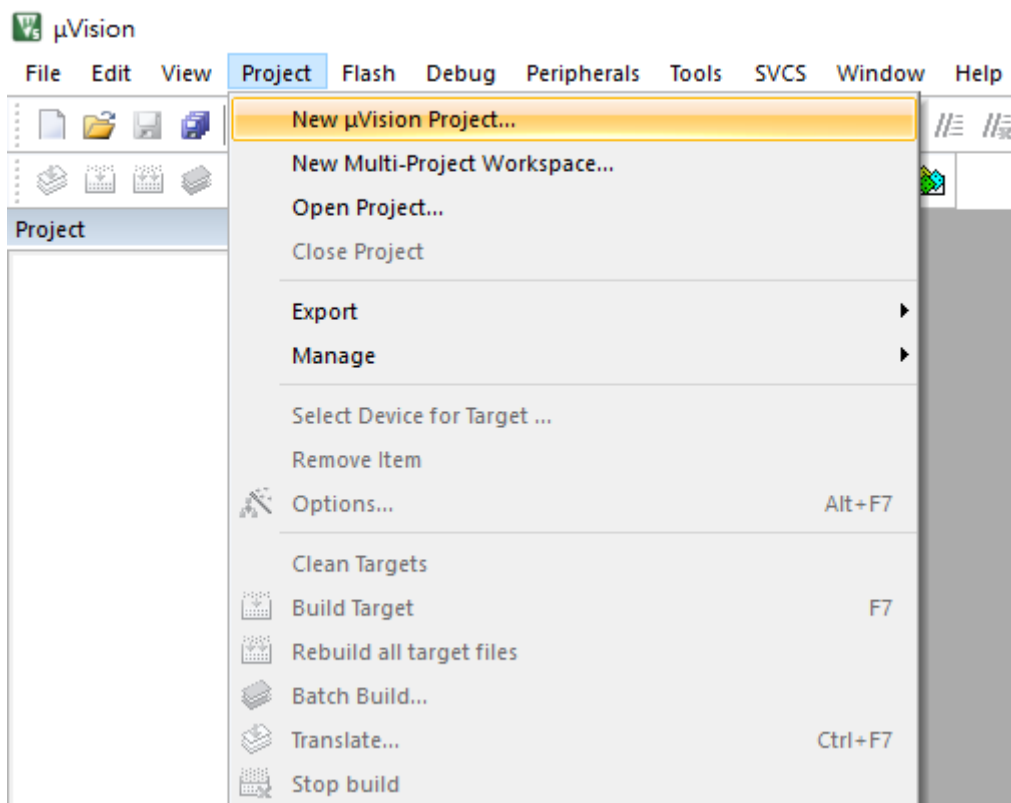 µVision
File Edit View Project Flash Debug Peripherals Tools SVCS Window Help
New µVision Project...
New Multi-Project Workspace...
Open Project...
Project
Close Project
Export
Manage
Select Device for Target ...
Remove Item
Options... Alt+F7
Clean Targets
Build Target F7
Rebuild all target files
Batch Build...
Translate... Ctrl+F7
Stop build